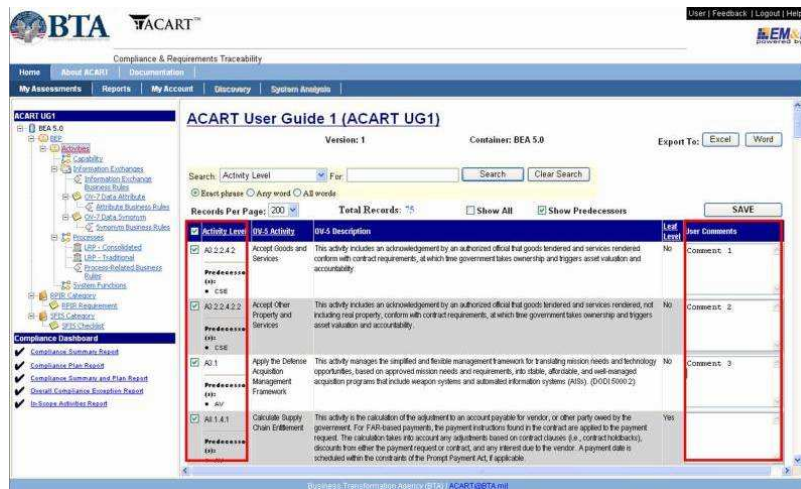 User | Feedback | Logout | Help
BTA
ACART™
EM
powered by
Compliance & Requirements Traceability
Home
About ACART
Documentation
My Assessments
Reports
My Account
Discovery
System Analysis
ACART UG1
BEA 5.0
BEP
Activities
Capability
Information Exchanges
Information Exchange
Business Rules
OV-7 Data Attribute
Attribute Business Rules
OV-7 Data Synonym
Synonym Business Rules
Processes
LRP - Consolidated
LRP - Traditional
Process-Related Business
Rules
System Functions
RFIR Category
RFIR Requirement
SFIS Category
SFIS Checklist
Compliance Dashboard
Compliance Summary Report
Compliance Plan Report
Compliance Summary and Plan Report
Overall Compliance Exception Report
In-Scope Activities Report
ACART User Guide 1 (ACART UG1)
Version: 1
Container: BEA 5.0
Export To:
Excel
Word
Search: Activity Level
For
Search
Clear Search
Exact phrase
Any word
All words
Records Per Page: 200
Total Records: 75
Show All
Show Predecessors
SAVE
Activity Level
OV-5 Activity
OV-5 Description
Leaf
Level
User Comments
A3.2.2.4.2
Predecesso
(s):
CSE
Accept Goods and
Services
This activity includes an acknowledgement by an authorized official that goods tendered and services rendered
conform with contract requirements, at which time government takes ownership and triggers asset valuation and
accountability.
No
Comment 1
Predecesso
(s):
CSE
Accept Other
Property and
Services
This activity includes an acknowledgement by an authorized official that goods tendered and services rendered, not
including real property, conform with contract requirements, at which time government takes ownership and triggers
asset valuation and accountability.
No
Comment 2
A3.1
Predecesso
(s):
AV
Apply the Defense
Acquisition
Management
Framework
This activity manages the simplified and flexible management framework for translating mission needs and technology
opportunities, based on approved mission needs and requirements, into stable, affordable, and well-managed
acquisition programs that include weapon systems and automated information systems (AISs). (DODI 5000.2)
No
Comment 3
Predecesso
(s):
Calculate Supply
Chain Entitlement
This activity is the calculation of the adjustment to an account payable for vendor, or other party owed by the
government. For FAR-based payments, the payment instructions found in the contract are applied to the payment
request. The calculation takes into account any adjustments based on contract clauses (i.e., contract holdbacks),
discounts from either the payment request or contract, and any interest due to the vendor. A payment date is
scheduled within the constraints of the Prompt Payment Act, if applicable.
Yes
Business Transformation Agency (BTA) | ACART@BTA.mil